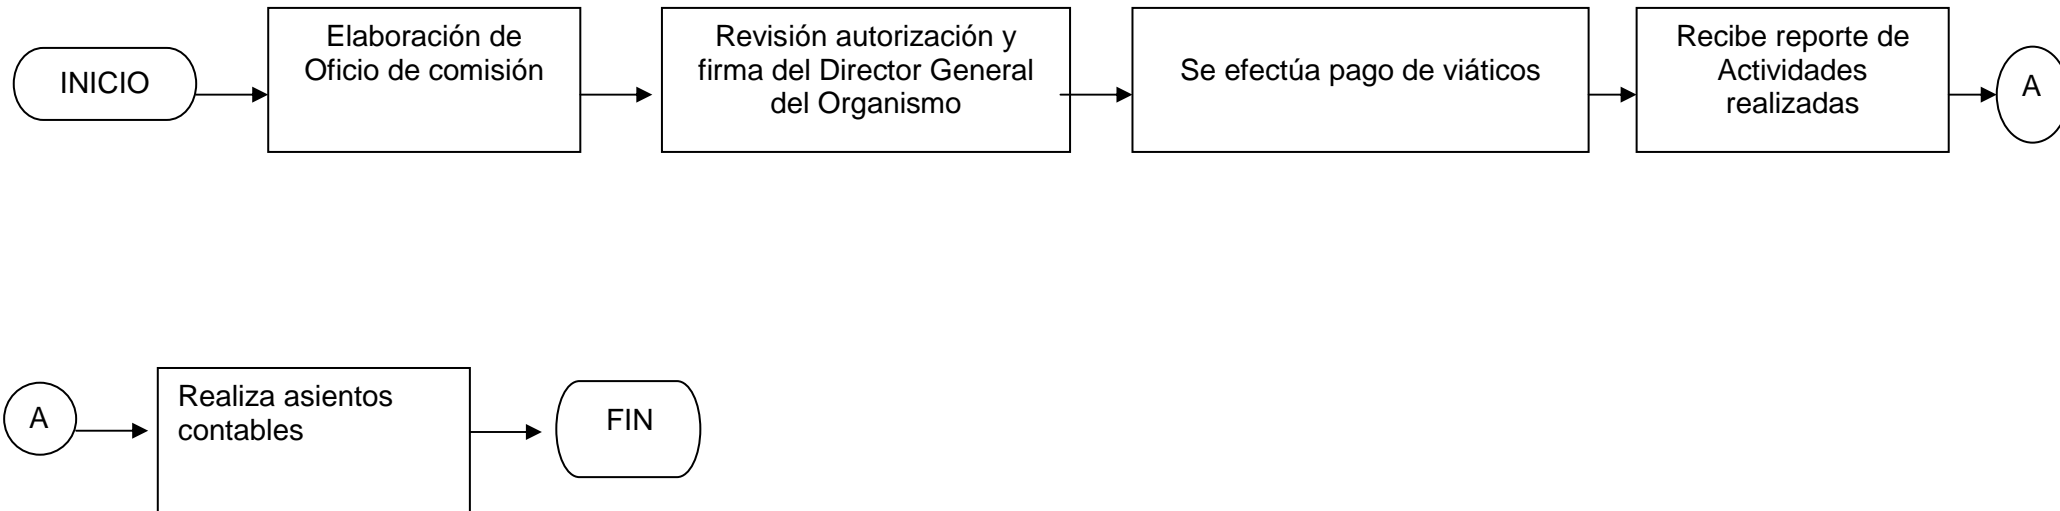 INICIO
Elaboración de
Oficio de comisión
Revisión autorización y
firma del Director General
del Organismo
Se efectúa pago de viáticos
Recibe reporte de
Actividades
realizadas
A
A
Realiza asientos
contables
FIN